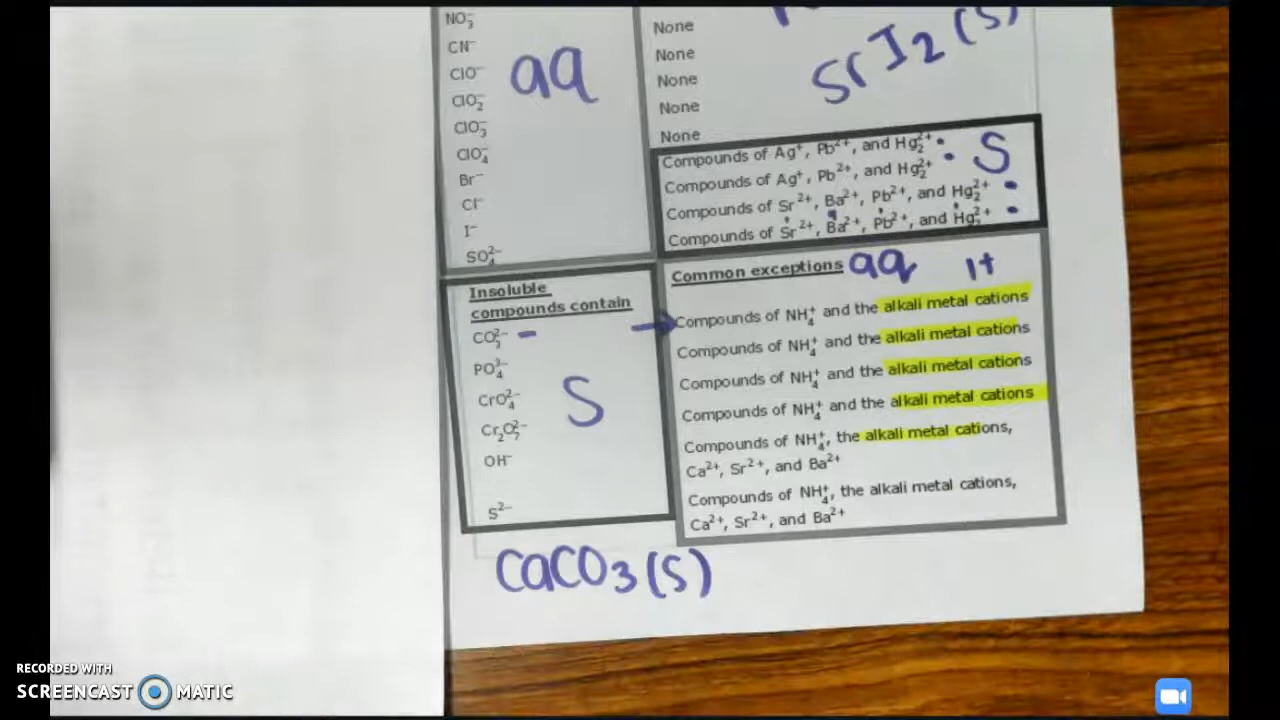 NO₃⁻
CN⁻
ClO⁻
ClO₂⁻
ClO₃⁻
ClO₄⁻
Br⁻
Cl⁻
I⁻
SO₄²⁻
aq
None
None
None
None
None
SrI₂(s)
Compounds of Ag⁺, Pb²⁺, and Hg₂²⁺
Compounds of Ag⁺, Pb²⁺, and Hg₂²⁺
Compounds of Sr²⁺, Ba²⁺, Pb²⁺, and Hg₂²⁺
Compounds of Sr²⁺, Ba²⁺, Pb²⁺, and Hg₂²⁺
S
Insoluble
compounds contain
CO₃²⁻
PO₄³⁻
CrO₄²⁻
Cr₂O₇²⁻
OH⁻
S²⁻
S
Common exceptions aq 1+
Compounds of NH₄⁺ and the alkali metal cations
Compounds of NH₄⁺ and the alkali metal cations
Compounds of NH₄⁺ and the alkali metal cations
Compounds of NH₄⁺ and the alkali metal cations
Compounds of NH₄⁺, the alkali metal cations,
Ca²⁺, Sr²⁺, and Ba²⁺
Compounds of NH₄⁺, the alkali metal cations,
Ca²⁺, Sr²⁺, and Ba²⁺
CaCO₃(s)
RECORDED WITH
SCREENCAST MATIC